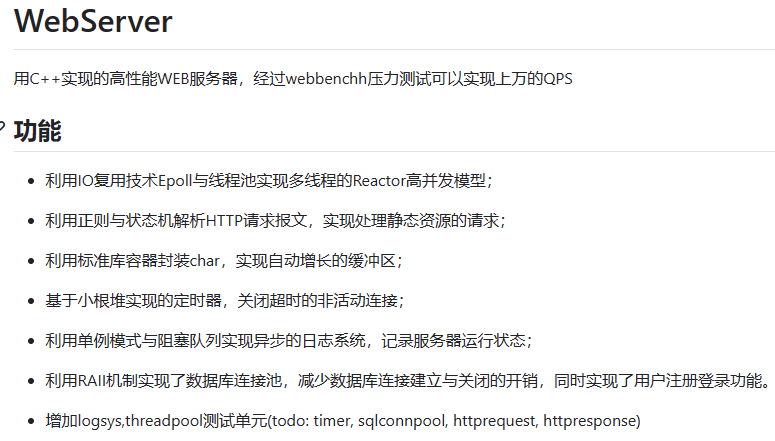 WebServer
用C++实现的高性能WEB服务器，经过webbenchh压力测试可以实现上万的QPS
功能
利用IO复用技术Epoll与线程池实现多线程的Reactor高并发模型；
利用正则与状态机解析HTTP请求报文，实现处理静态资源的请求；
利用标准库容器封装char，实现自动增长的缓冲区；
基于小根堆实现的定时器，关闭超时的非活动连接；
利用单例模式与阻塞队列实现异步的日志系统，记录服务器运行状态；
利用RAII机制实现了数据库连接池，减少数据库连接建立与关闭的开销，同时实现了用户注册登录功能。
增加logsys,threadpool测试单元(todo: timer, sqlconnpool, httprequest, httpresponse)